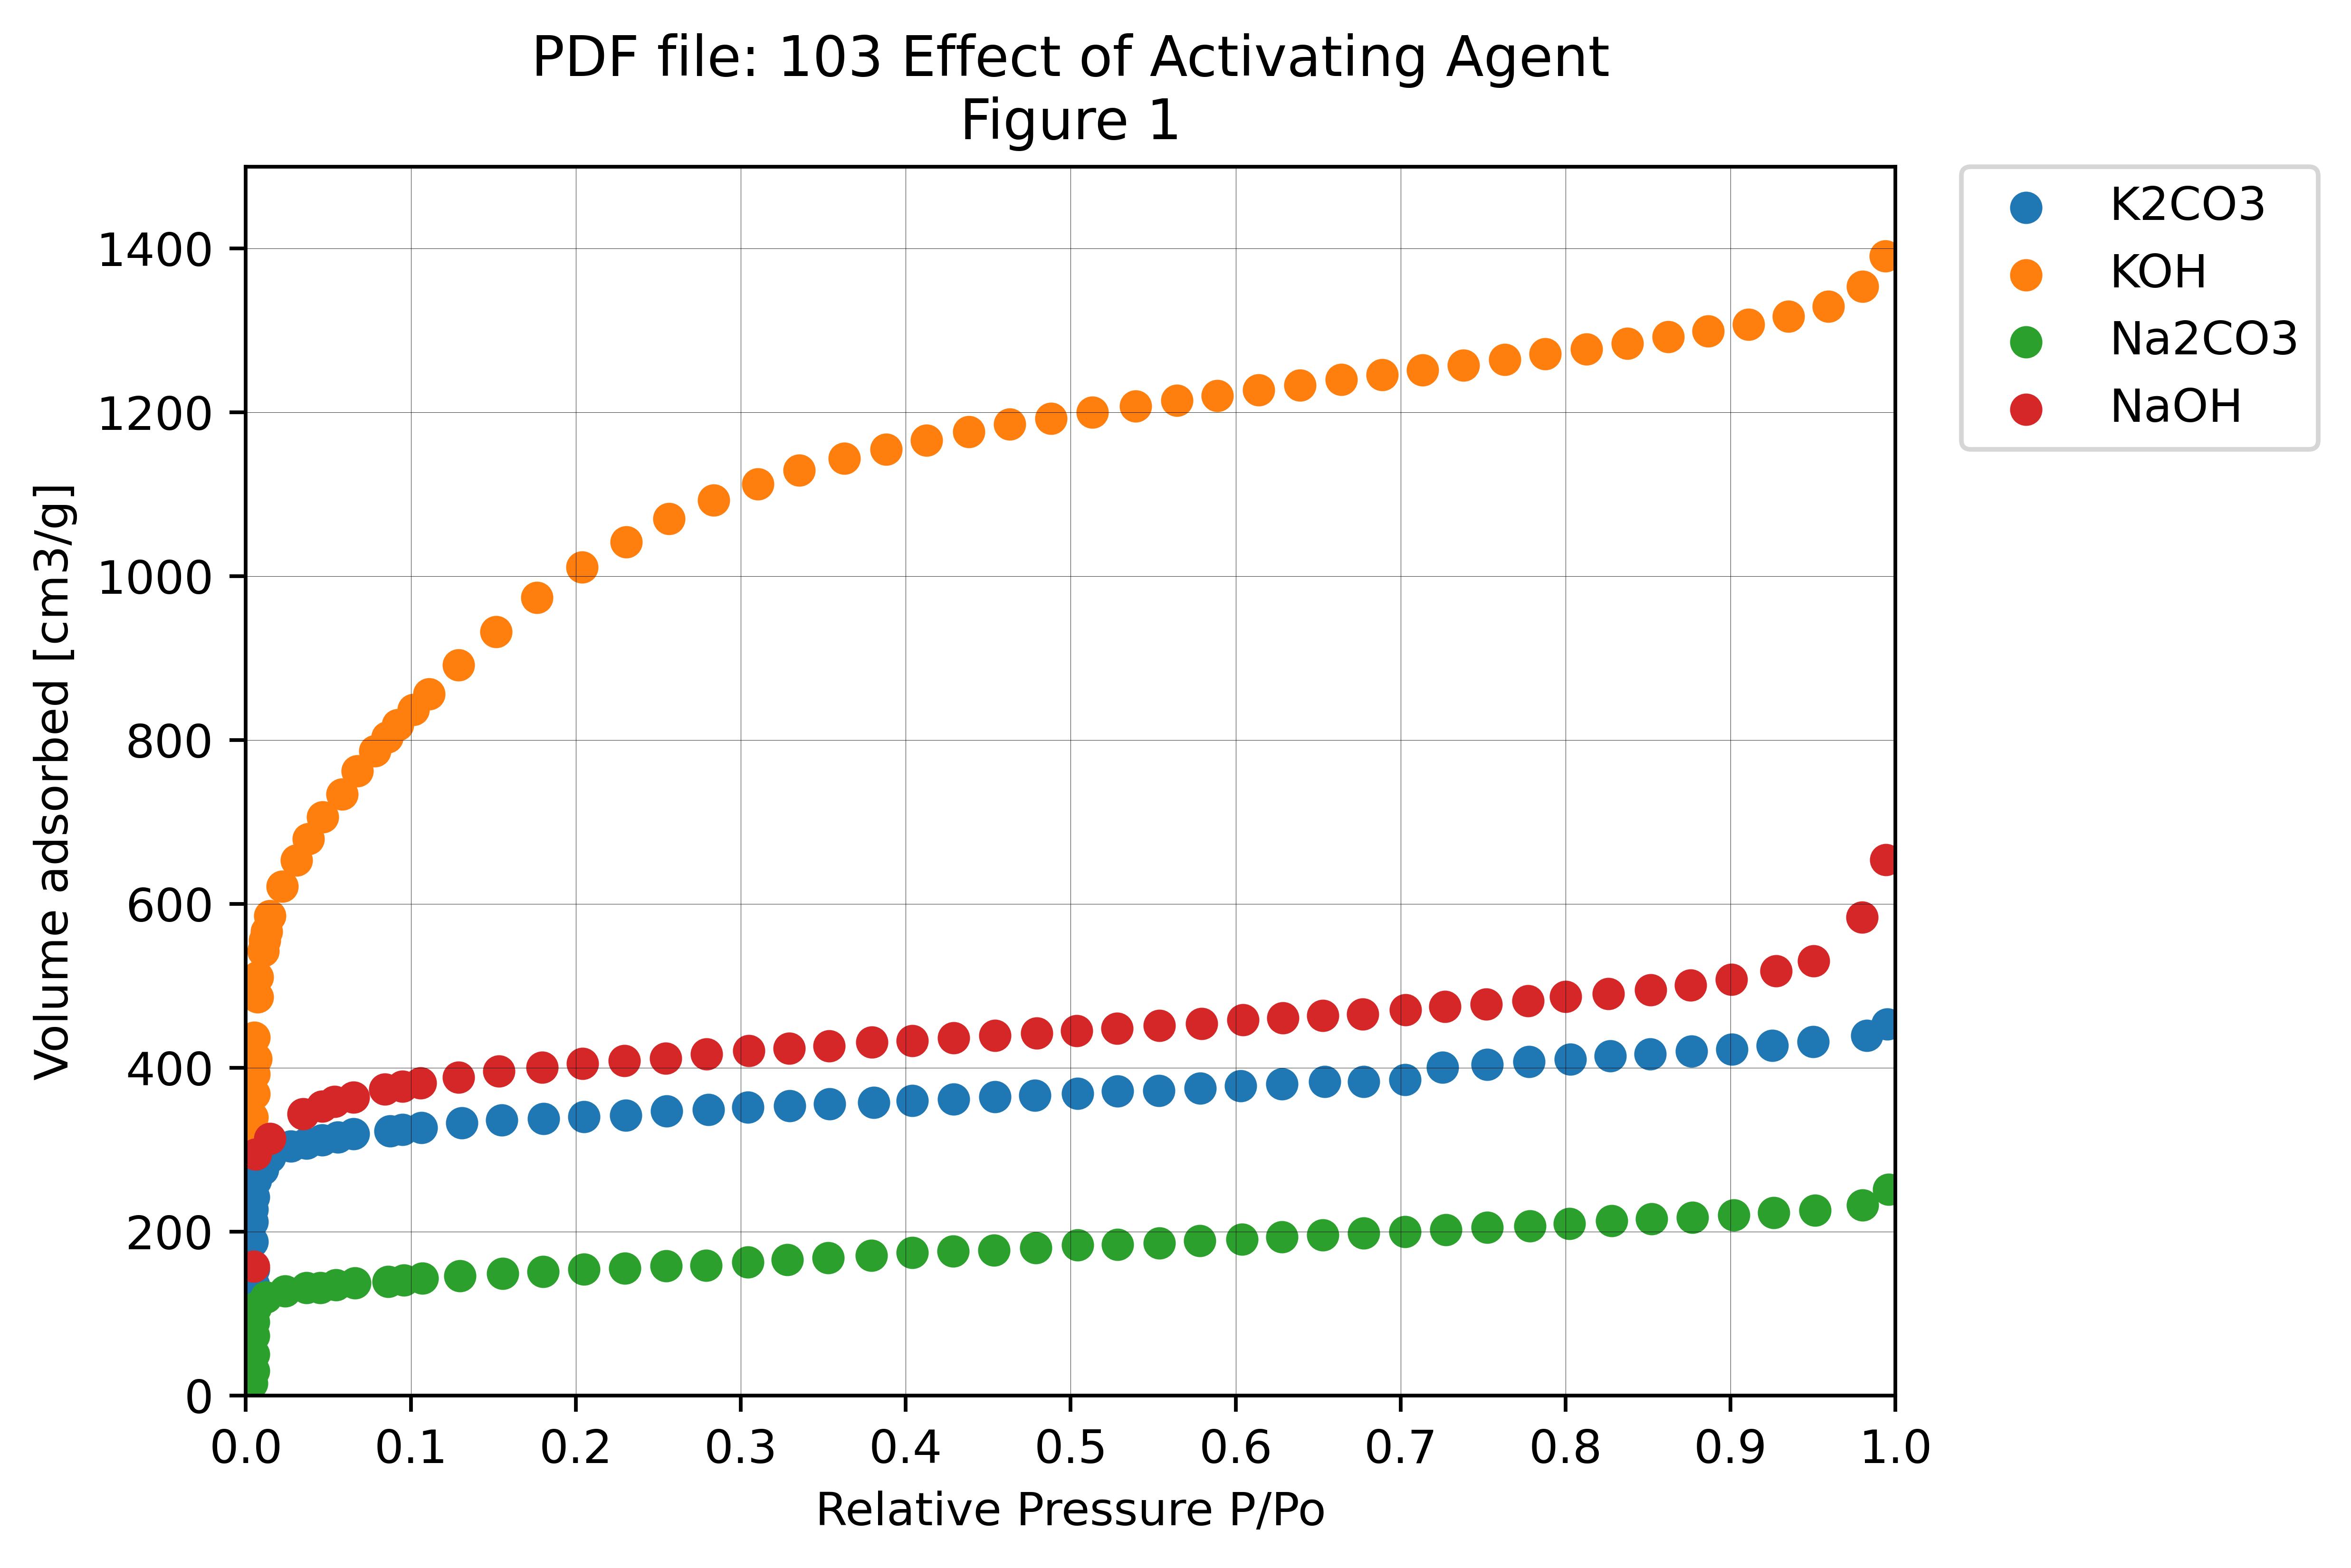 PDF file: 103 Effect of Activating Agent
Figure 1
K2CO3
KOH
Na2CO3
NaOH
Volume adsorbed [cm3/g]
1400
1200
1000
800
600
400
200
0
0.0 0.1 0.2 0.3 0.4 0.5 0.6 0.7 0.8 0.9 1.0
Relative Pressure P/Po